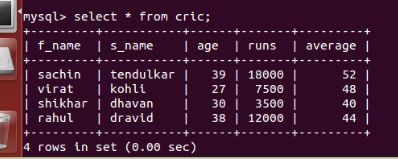 mysql> select * from cric;
+---------+-----------+------+-------+---------+
| f_name | s_name | age | runs | average |
+---------+-----------+------+-------+---------+
| sachin | tendulkar | 39 | 18000 | 52 |
| virat | kohli | 27 | 7500 | 48 |
| shikhar | dhavan | 30 | 3500 | 40 |
| rahul | dravid | 38 | 12000 | 44 |
+---------+-----------+------+-------+---------+
4 rows in set (0.00 sec)